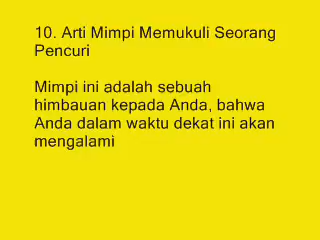 10. Arti Mimpi Memukuli Seorang
Pencuri
Mimpi ini adalah sebuah
himbauan kepada Anda, bahwa
Anda dalam waktu dekat ini akan
mengalami